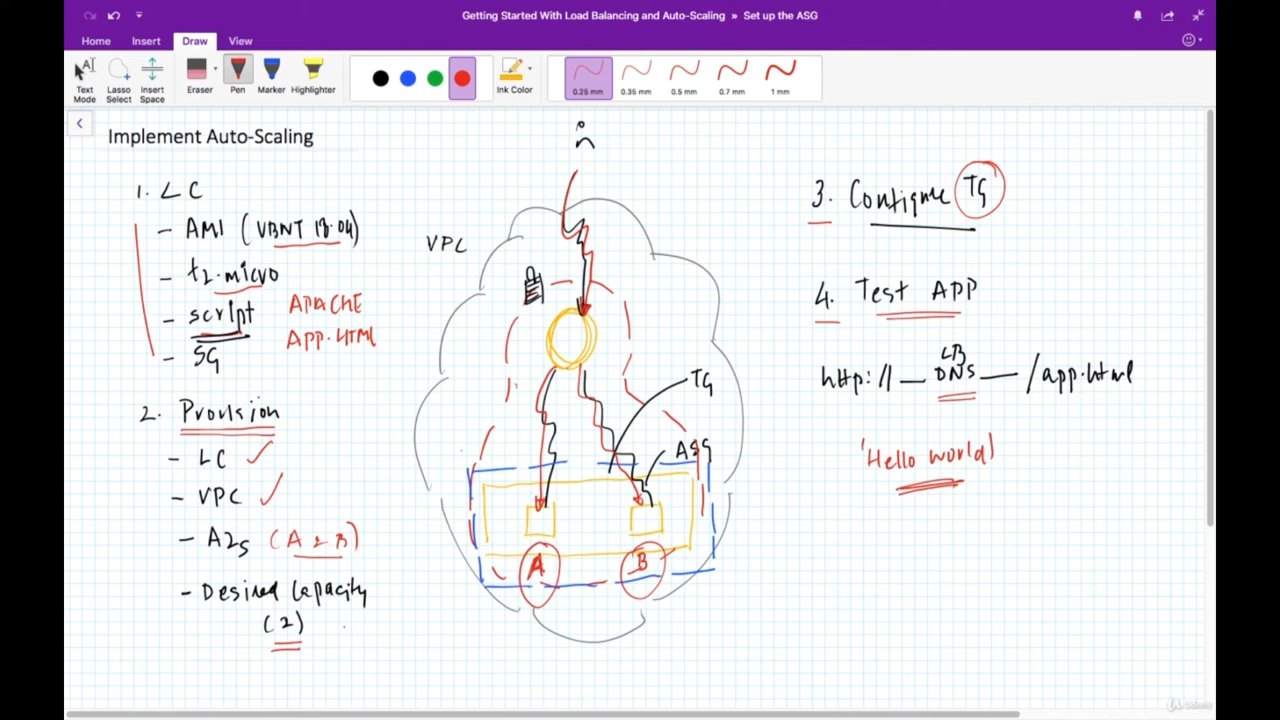 Getting Started With Load Balancing and Auto-Scaling » Set up the ASG
Home Insert Draw View
Text Mode
Lasso Select
Insert Space
Eraser
Pen
Marker
Highlighter
Ink Color
0.25 mm
0.35 mm
0.5 mm
0.7 mm
1 mm
Implement Auto-Scaling
1. LC
- AMI (UBNT 18.04)
- t2.micro
- script APACHE
APP.HTML
- SG
2. Provision
- LC ✓
- VPC ✓
- AZs (A & B)
- Desired Capacity
(2)
VPC
TG
ASG
A
B
3. Configure TG
4. Test APP
http:// __ LB DNS __ /app.html
'Hello world)